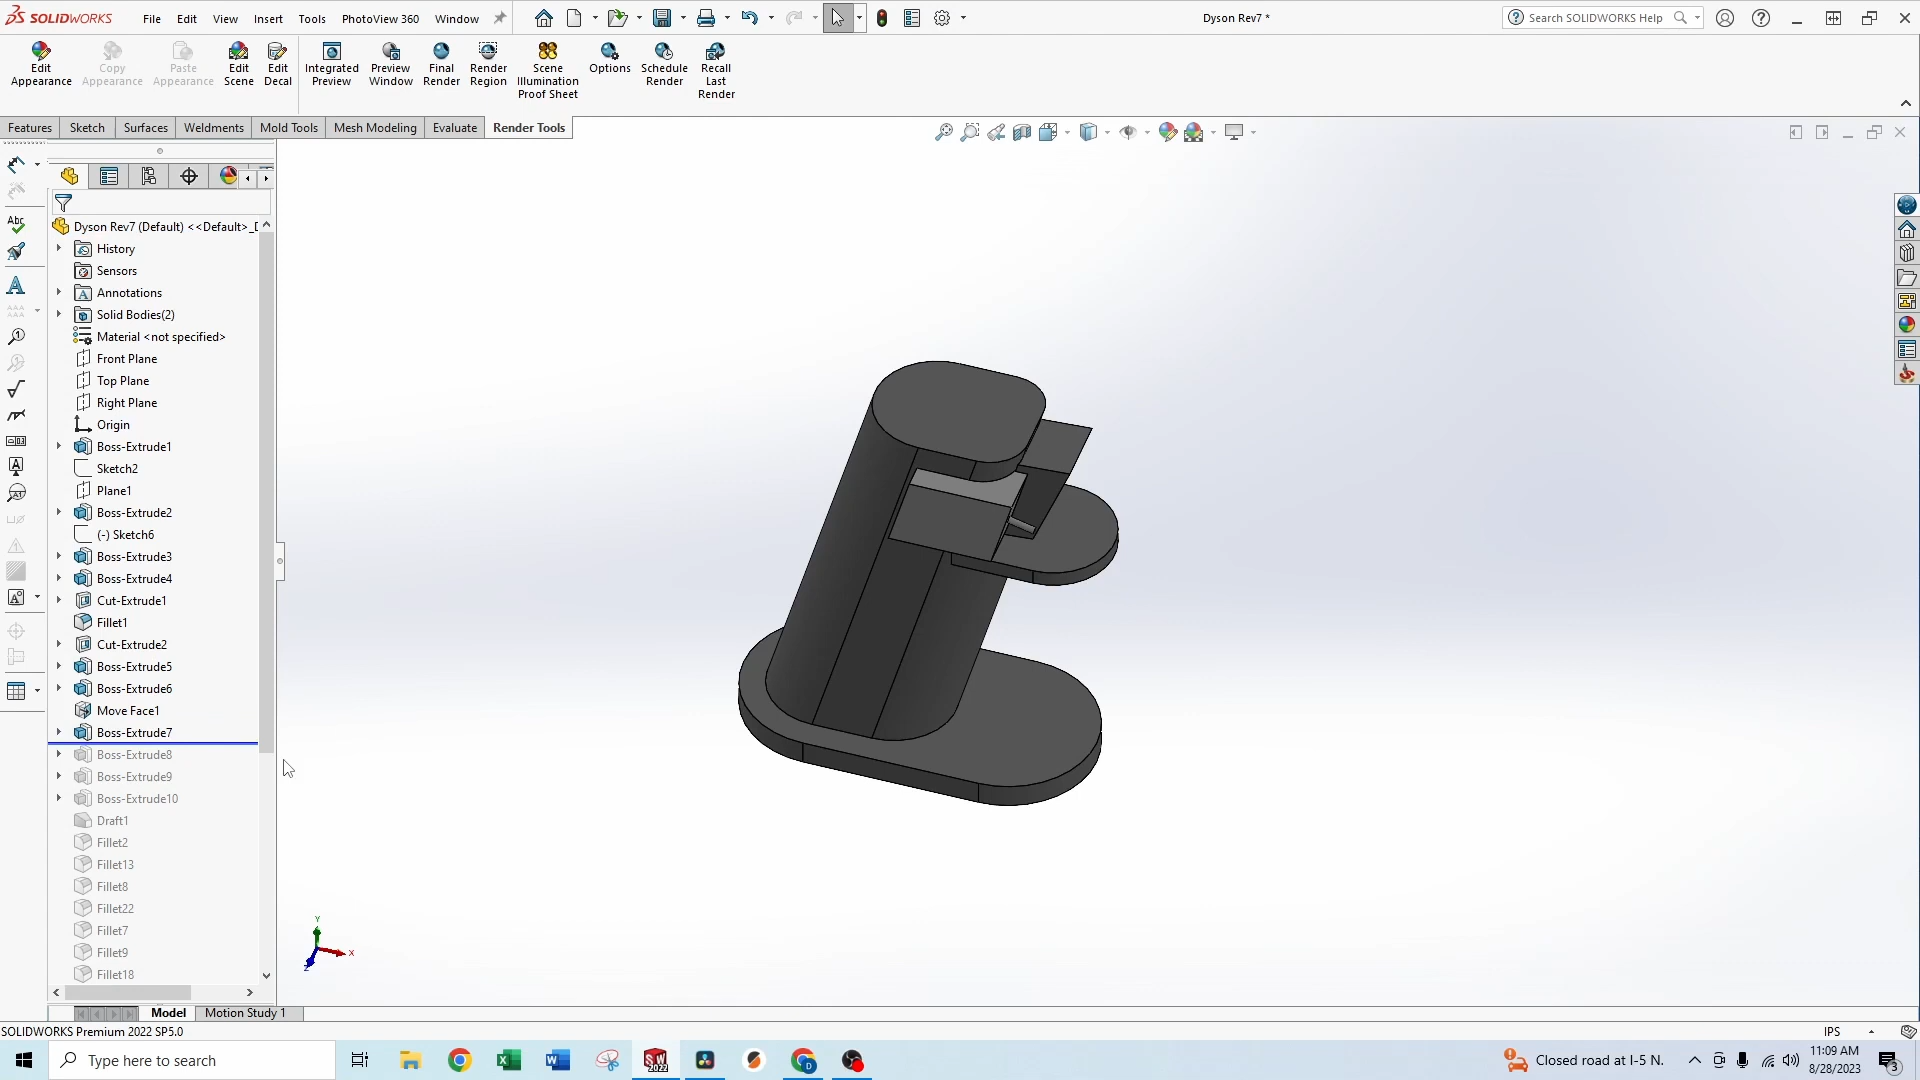 SOLIDWORKS File Edit View Insert Tools PhotoView 360 Window Dyson Rev7 * Search SOLIDWORKS Help
Edit Appearance
Copy Appearance
Paste Appearance
Edit Scene
Edit Decal
Integrated Preview
Preview Window
Final Render
Render Region
Scene Illumination Proof Sheet
Options
Schedule Render
Recall Last Render
Features Sketch Surfaces Weldments Mold Tools Mesh Modeling Evaluate Render Tools
Dyson Rev7 (Default) <<Default>_D
History
Sensors
Annotations
Solid Bodies(2)
Material <not specified>
Front Plane
Top Plane
Right Plane
Origin
Boss-Extrude1
Sketch2
Plane1
Boss-Extrude2
(-) Sketch6
Boss-Extrude3
Boss-Extrude4
Cut-Extrude1
Fillet1
Cut-Extrude2
Boss-Extrude5
Boss-Extrude6
Move Face1
Boss-Extrude7
Boss-Extrude8
Boss-Extrude9
Boss-Extrude10
Draft1
Fillet2
Fillet13
Fillet8
Fillet22
Fillet7
Fillet9
Fillet18
Y
X
Z
Model Motion Study 1
SOLIDWORKS Premium 2022 SP5.0 IPS
Type here to search
Closed road at I-5 N.
11:09 AM
8/28/2023
3